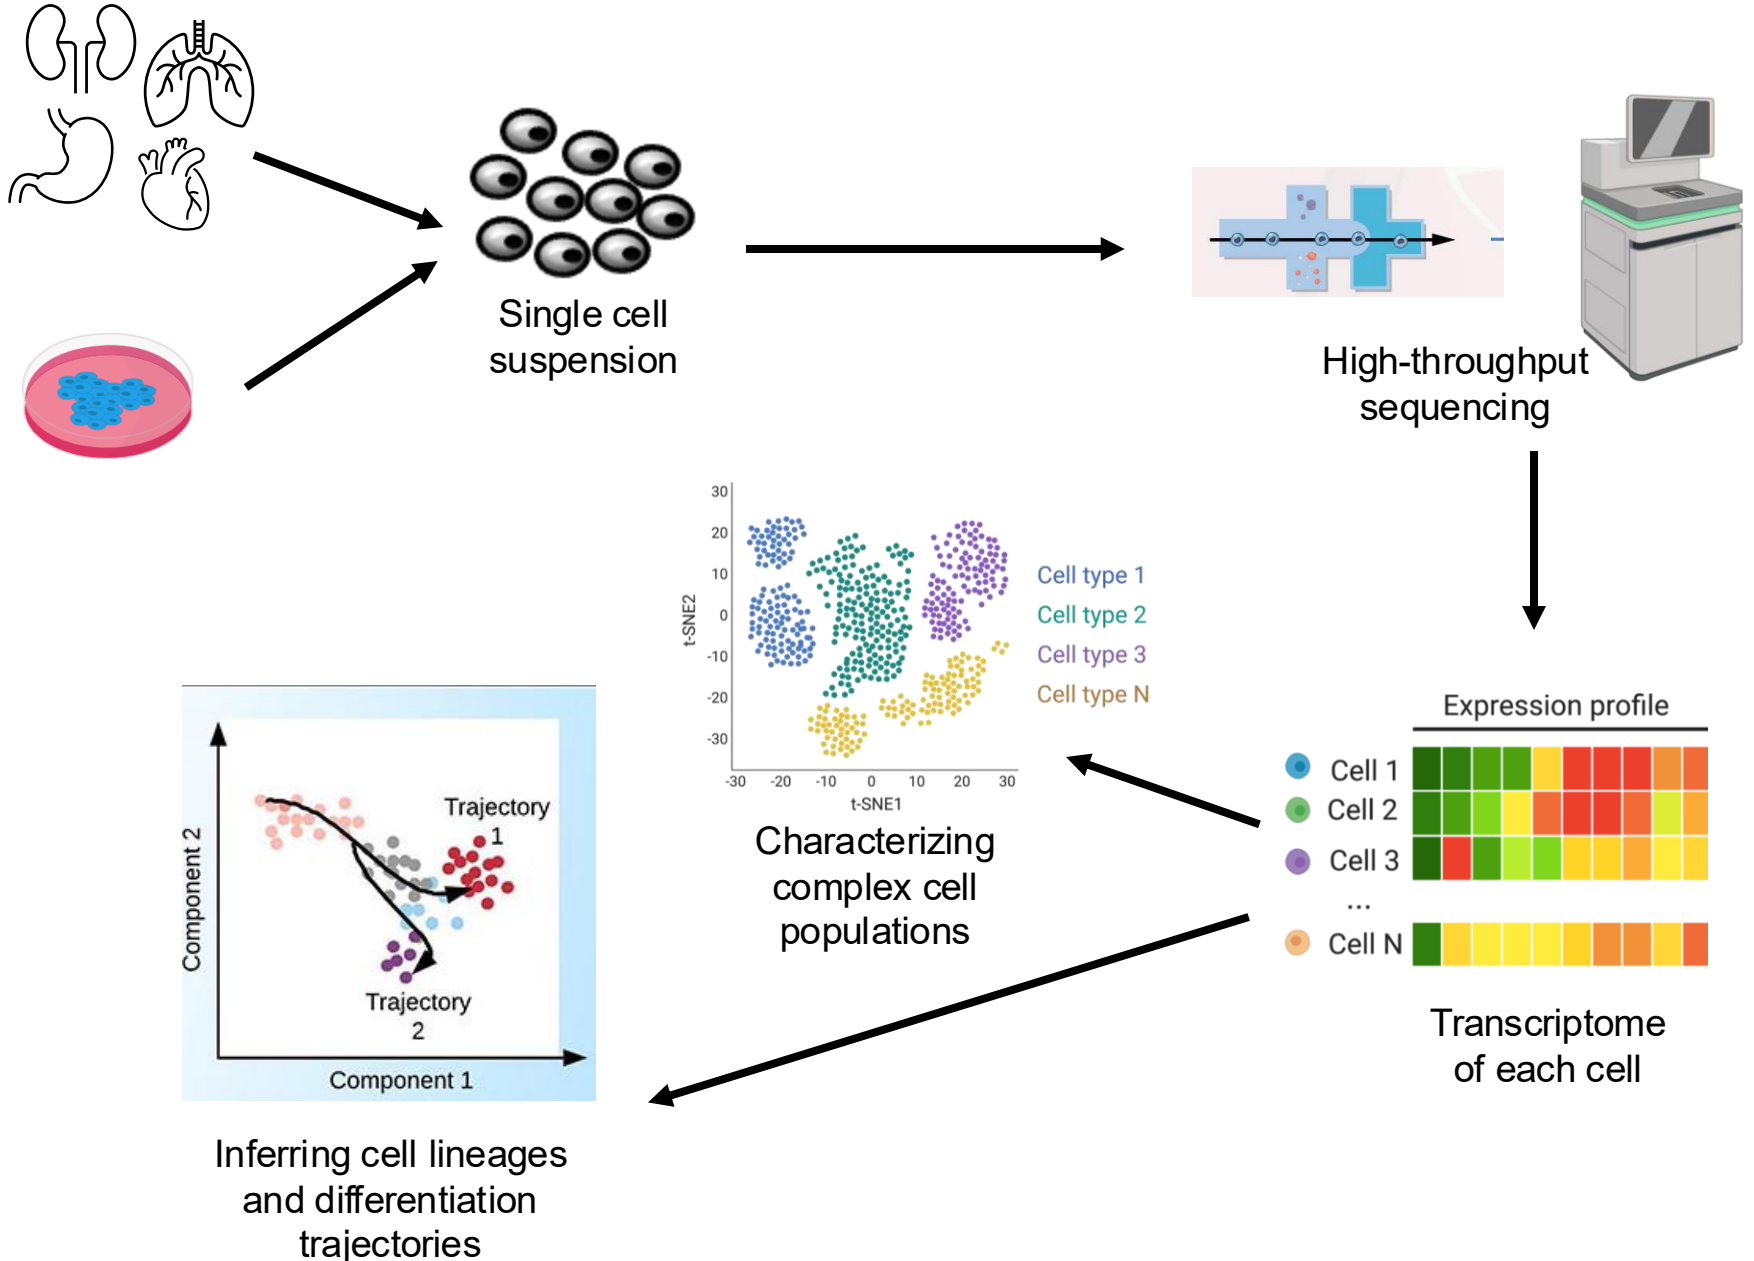 Single cell
suspension
High-throughput
sequencing
30
20
10
0
-10
-20
-30
t-SNE2
-30 -20 -10 0 10 20 30
t-SNE1
Cell type 1
Cell type 2
Cell type 3
Cell type N
Characterizing
complex cell
populations
Expression profile
Cell 1
Cell 2
Cell 3
...
Cell N
Transcriptome
of each cell
Component 2
Trajectory
1
Trajectory
2
Component 1
Inferring cell lineages
and differentiation
trajectories